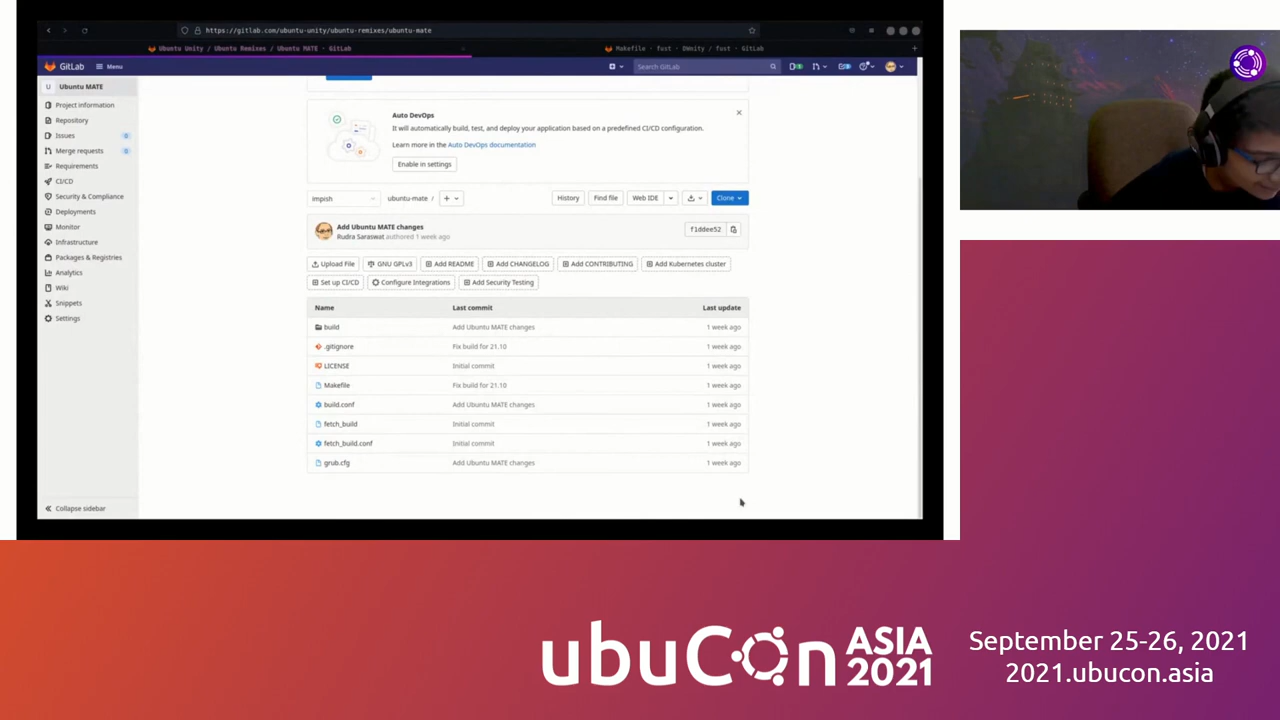 https://gitlab.com/ubuntu-unity/ubuntu-remixes/ubuntu-mate
Ubuntu Unity / Ubuntu Remixes / Ubuntu MATE · GitLab
Makefile · fuxt · UWnity / fuxt · GitLab
GitLab
Menu
Search GitLab
U Ubuntu MATE
Project information
Repository
Issues 0
Merge requests 0
Requirements
CI/CD
Security & Compliance
Deployments
Monitor
Infrastructure
Packages & Registries
Analytics
Wiki
Snippets
Settings
Collapse sidebar
Auto DevOps
It will automatically build, test, and deploy your application based on a predefined CI/CD configuration.
Learn more in the Auto DevOps documentation
Enable in settings
impish
ubuntu-mate /
History
Find file
Web IDE
Clone
Add Ubuntu MATE changes
Rudra Saraswat authored 1 week ago
f1ddee52
Upload File
GNU GPLv3
Add README
Add CHANGELOG
Add CONTRIBUTING
Add Kubernetes cluster
Set up CI/CD
Configure Integrations
Add Security Testing
Name Last commit Last update
build Add Ubuntu MATE changes 1 week ago
.gitignore Fix build for 21.10 1 week ago
LICENSE Initial commit 1 week ago
Makefile Fix build for 21.10 1 week ago
build.conf Add Ubuntu MATE changes 1 week ago
fetch_build Initial commit 1 week ago
fetch_build.conf Initial commit 1 week ago
grub.cfg Add Ubuntu MATE changes 1 week ago
ubuCon ASIA 2021
September 25-26, 2021
2021.ubucon.asia